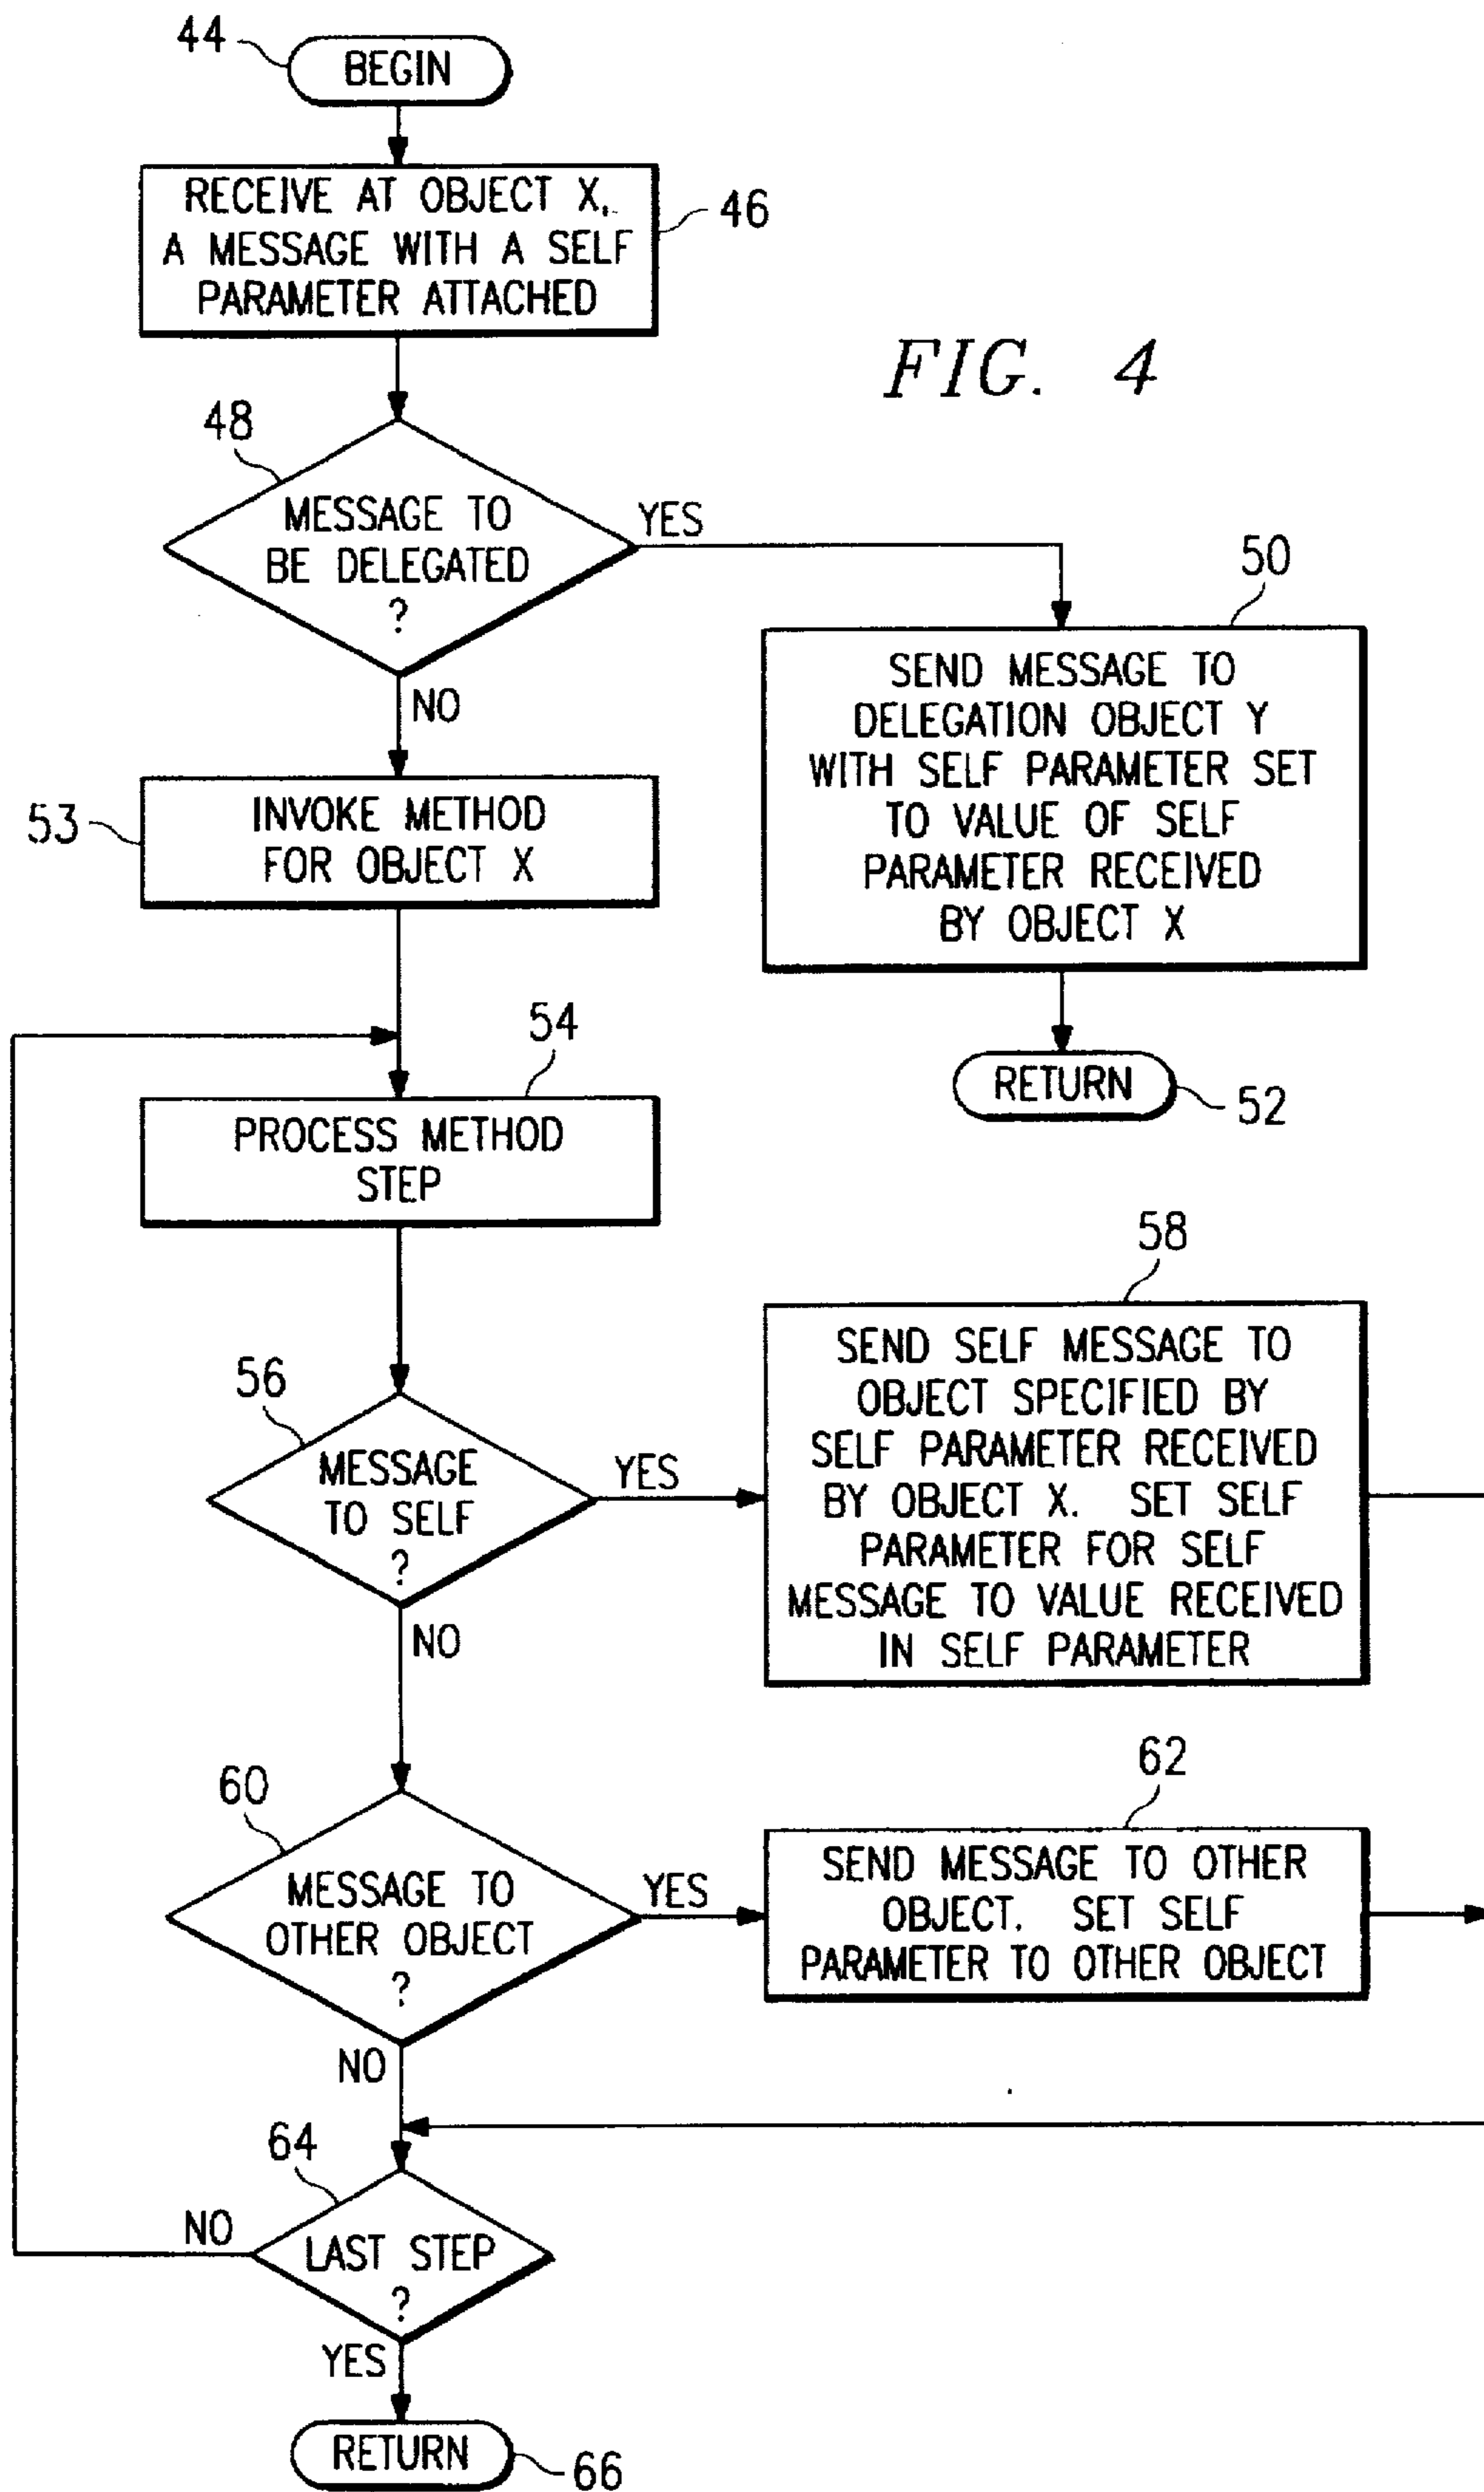 44
BEGIN
RECEIVE AT OBJECT X,
A MESSAGE WITH A SELF
PARAMETER ATTACHED
46
FIG. 4
48
MESSAGE TO
BE DELEGATED
?
YES
NO
50
SEND MESSAGE TO
DELEGATION OBJECT Y
WITH SELF PARAMETER SET
TO VALUE OF SELF
PARAMETER RECEIVED
BY OBJECT X
53
INVOKE METHOD
FOR OBJECT X
RETURN
52
54
PROCESS METHOD
STEP
56
MESSAGE
TO SELF
?
YES
NO
58
SEND SELF MESSAGE TO
OBJECT SPECIFIED BY
SELF PARAMETER RECEIVED
BY OBJECT X. SET SELF
PARAMETER FOR SELF
MESSAGE TO VALUE RECEIVED
IN SELF PARAMETER
60
MESSAGE TO
OTHER OBJECT
?
YES
NO
62
SEND MESSAGE TO OTHER
OBJECT. SET SELF
PARAMETER TO OTHER OBJECT
64
LAST STEP
?
NO
YES
RETURN
66